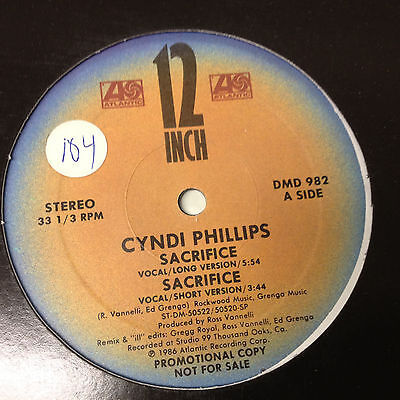 12
INCH
ATLANTIC
ATLANTIC
184
STEREO
33 1/3 RPM
DMD 982
A SIDE
CYNDI PHILLIPS
SACRIFICE
VOCAL/LONG VERSION/5:54
SACRIFICE
VOCAL/SHORT VERSION/3:44
(R. Vannelli, Ed Grenga) Rockwood Music, Grenga Music
ST-DM-50522/50520-SP
Produced by Ross Vannelli
Remix & "ill" edits: Gregg Royal, Ross Vannelli, Ed Grenga
Recorded at Studio 99 Thousand Oaks, Ca.
℗ 1986 Atlantic Recording Corp.
PROMOTIONAL COPY
NOT FOR SALE